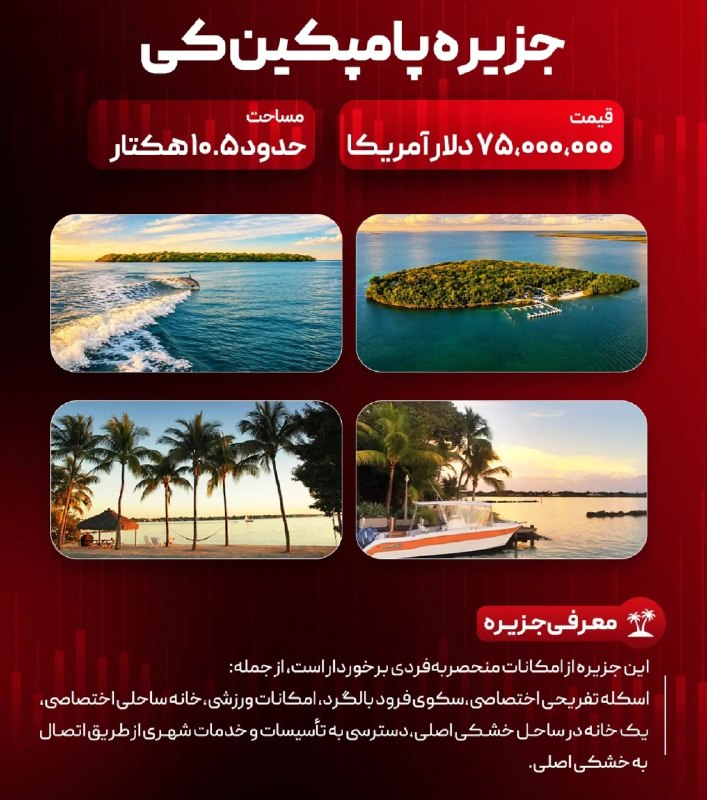 جزیره پامپکین‌کی
قیمت
۷۵،۰۰۰،۰۰۰ دلار آمریکا
مساحت
حدود ۱۰.۵ هکتار
معرفی جزیره
این جزیره از امکانات منحصر به فردی برخوردار است، از جمله:
اسکله تفریحی اختصاصی، سکوی فرود بالگرد، امکانات ورزشی، خانه ساحلی اختصاصی،
یک خانه در ساحل خشکی اصلی، دسترسی به تأسیسات و خدمات شهری از طریق اتصال
به خشکی اصلی.